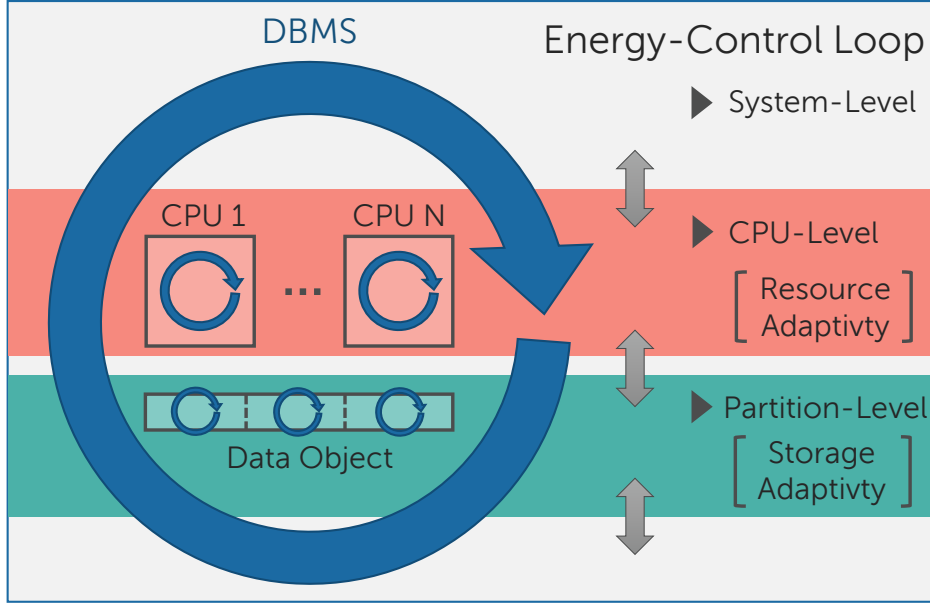 DBMS
Energy-Control Loop
System-Level
CPU 1
CPU N
...
CPU-Level
Resource
Adaptivty
Partition-Level
Data Object
Storage
Adaptivty